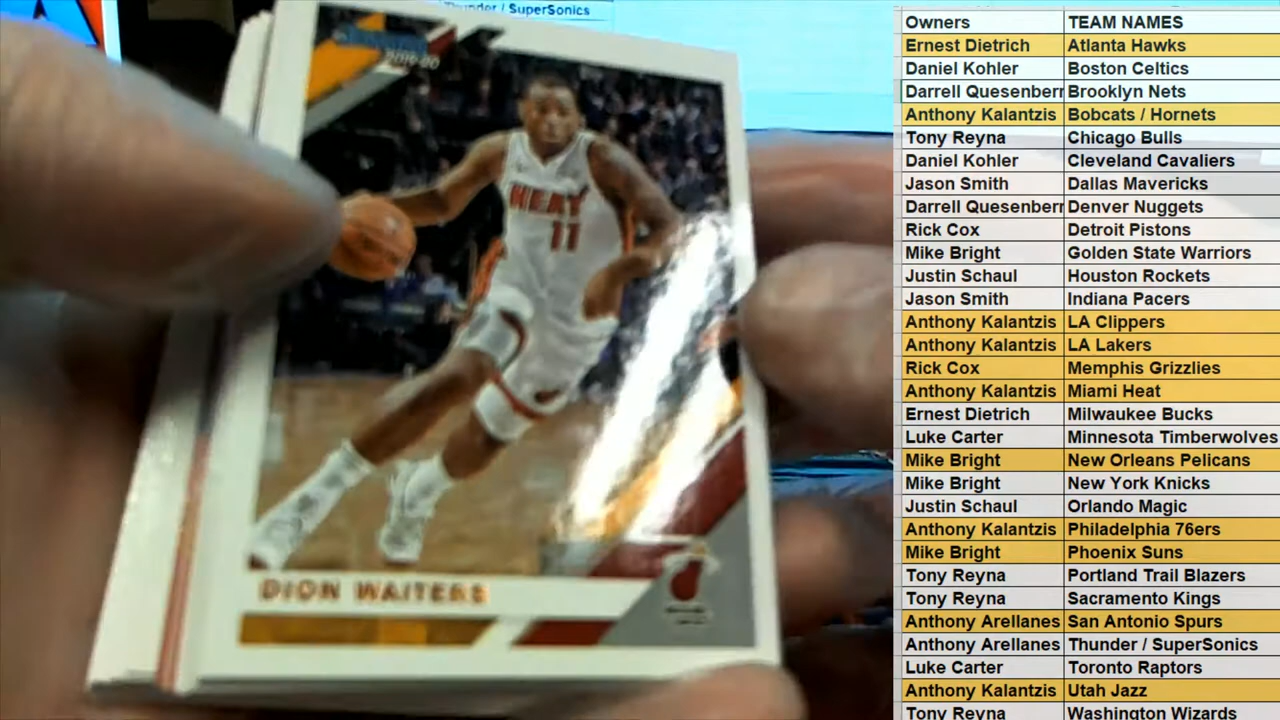 Thunder / SuperSonics
2019-20
HEAT
11
DION WAITERS
Owners TEAM NAMES
Ernest Dietrich Atlanta Hawks
Daniel Kohler Boston Celtics
Darrell Quesenberr Brooklyn Nets
Anthony Kalantzis Bobcats / Hornets
Tony Reyna Chicago Bulls
Daniel Kohler Cleveland Cavaliers
Jason Smith Dallas Mavericks
Darrell Quesenberr Denver Nuggets
Rick Cox Detroit Pistons
Mike Bright Golden State Warriors
Justin Schaul Houston Rockets
Jason Smith Indiana Pacers
Anthony Kalantzis LA Clippers
Anthony Kalantzis LA Lakers
Rick Cox Memphis Grizzlies
Anthony Kalantzis Miami Heat
Ernest Dietrich Milwaukee Bucks
Luke Carter Minnesota Timberwolves
Mike Bright New Orleans Pelicans
Mike Bright New York Knicks
Justin Schaul Orlando Magic
Anthony Kalantzis Philadelphia 76ers
Mike Bright Phoenix Suns
Tony Reyna Portland Trail Blazers
Tony Reyna Sacramento Kings
Anthony Arellanes San Antonio Spurs
Anthony Arellanes Thunder / SuperSonics
Luke Carter Toronto Raptors
Anthony Kalantzis Utah Jazz
Tony Reyna Washington Wizards